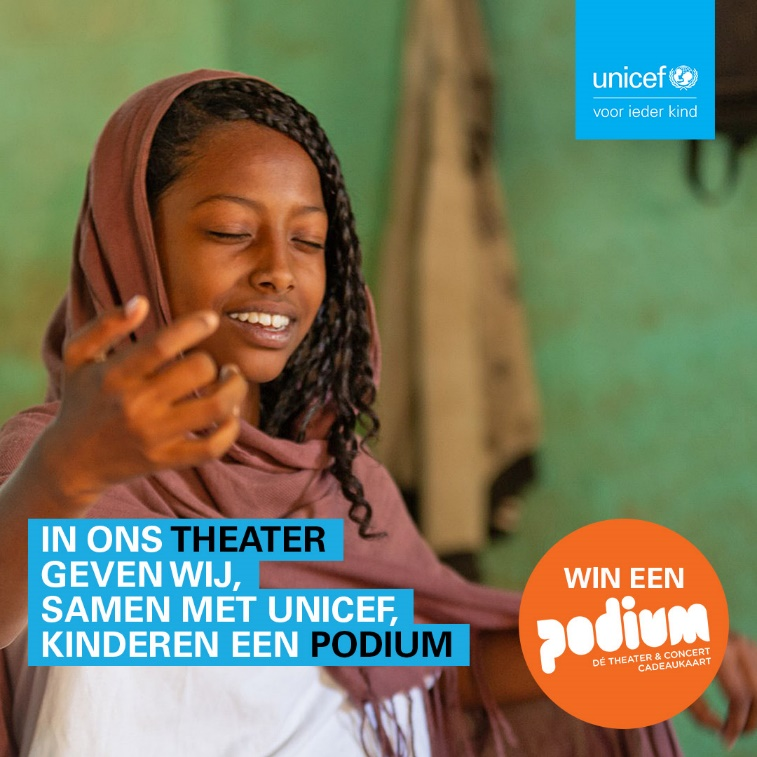 unicef
voor ieder kind
IN ONS THEATER
GEVEN WIJ,
SAMEN MET UNICEF,
KINDEREN EEN PODIUM
WIN EEN
podium
DÉ THEATER & CONCERT
CADEAUKAART